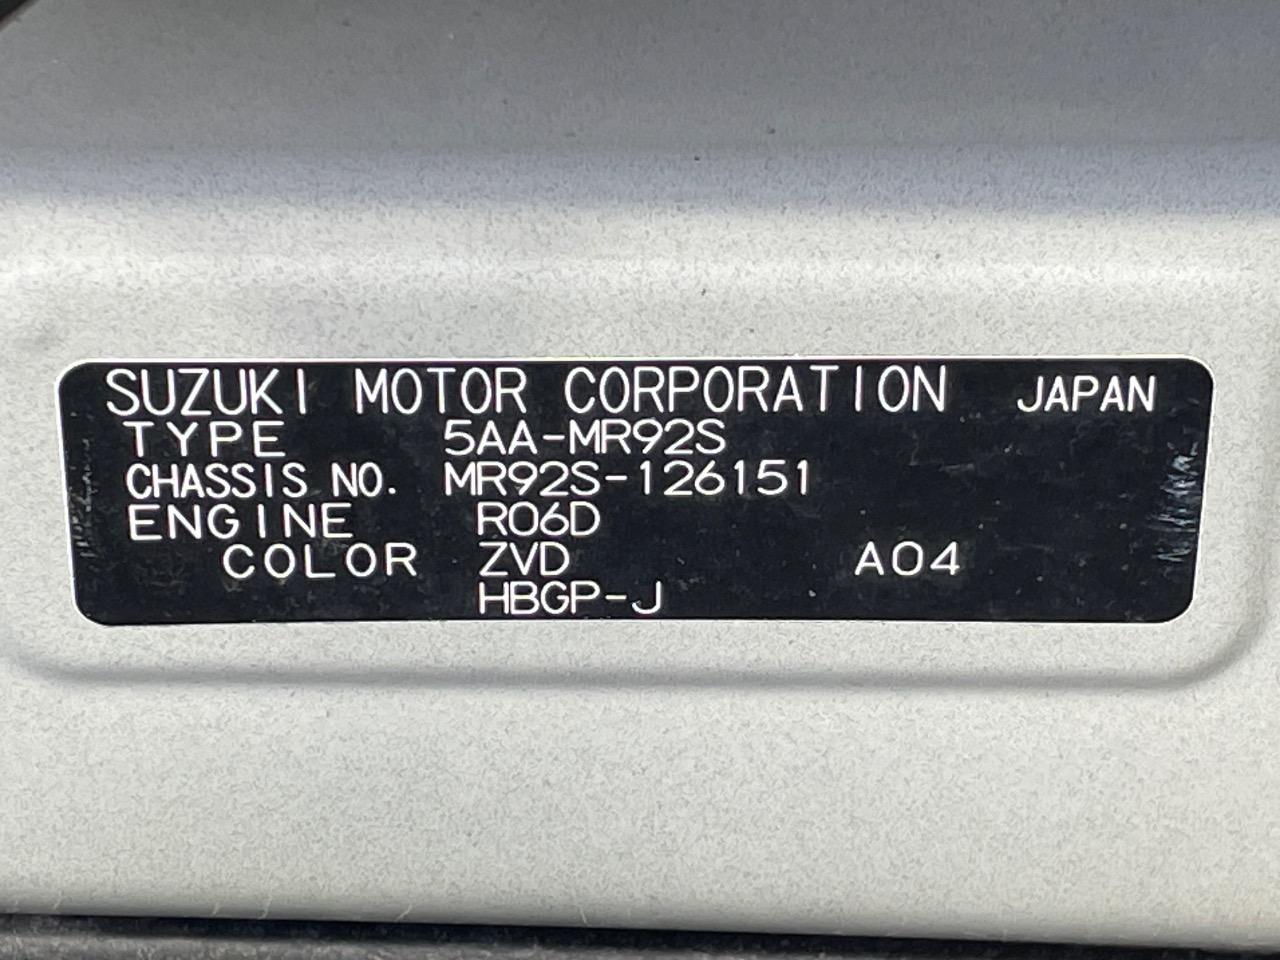 SUZUKI MOTOR CORPORATION JAPAN
TYPE 5AA-MR92S
CHASSIS NO. MR92S-126151
ENGINE R06D
COLOR ZVD A04
HBGP-J